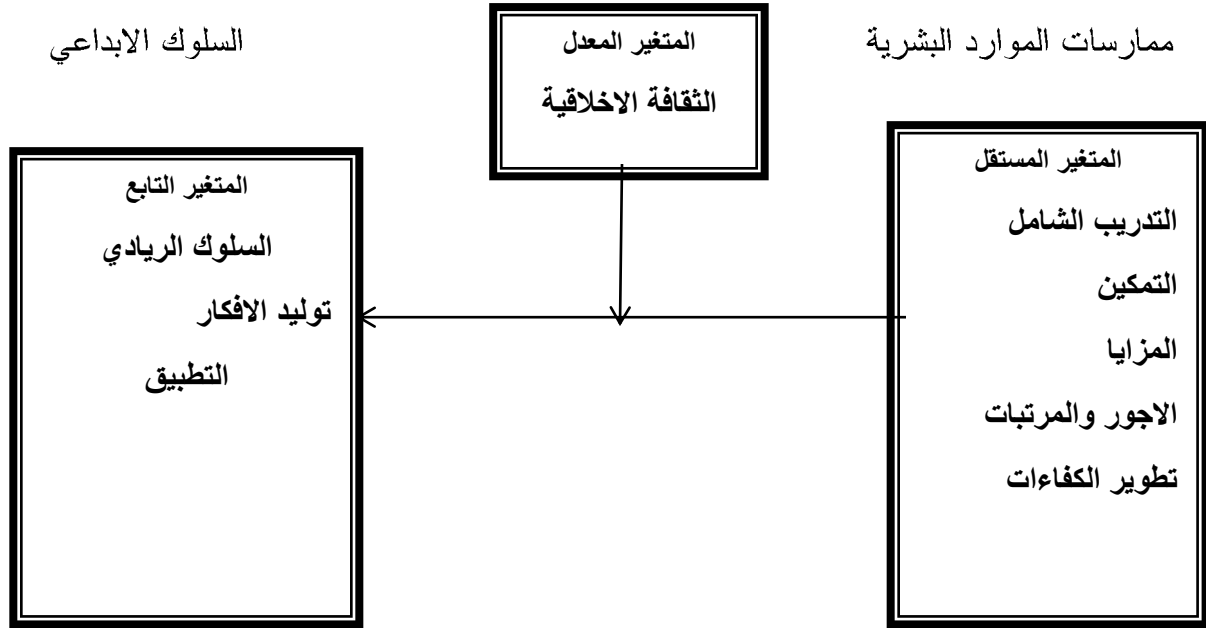 ممارسات الموارد البشرية
المتغير المستقل
التدريب الشامل
التمكين
المزايا
الاجور والمرتبات
تطوير الكفاءات
المتغير المعدل
الثقافة الاخلاقية
السلوك الابداعي
المتغير التابع
السلوك الريادي
توليد الافكار
التطبيق